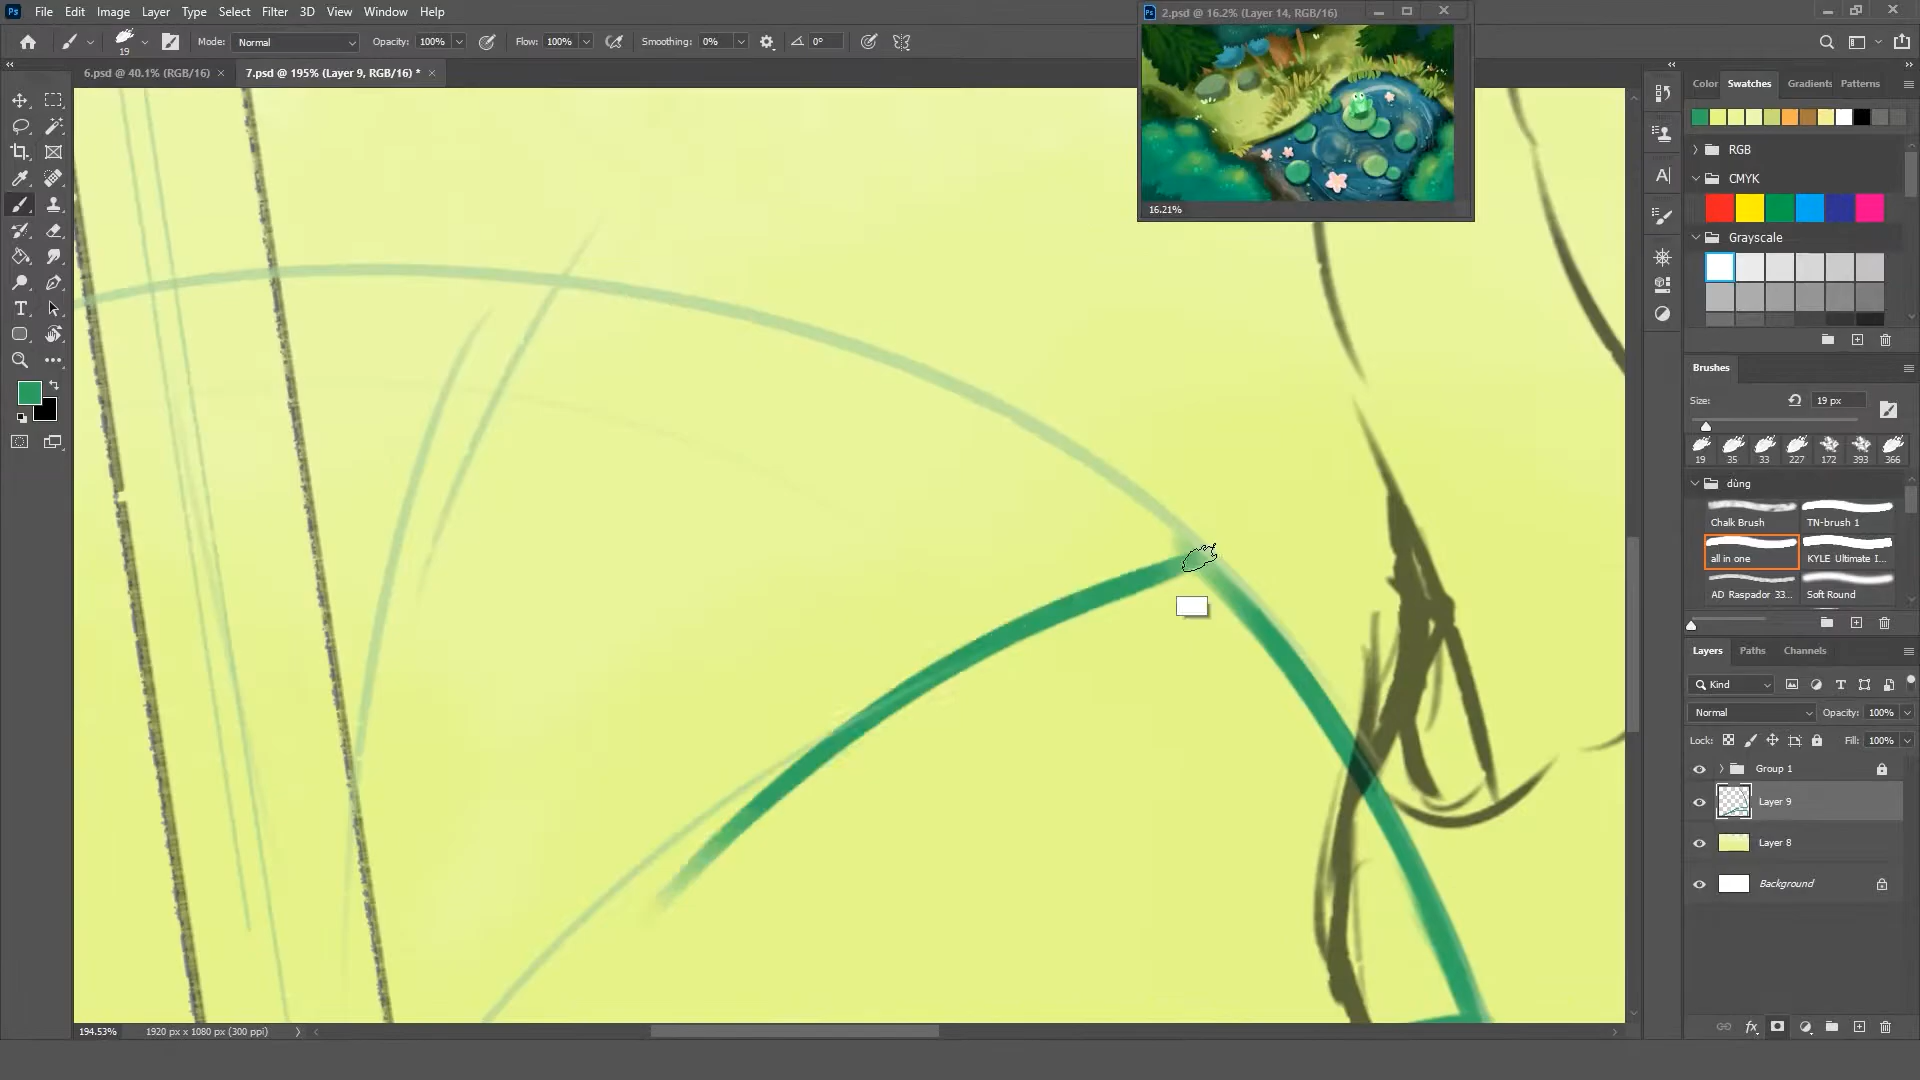 Ps File Edit Image Layer Type Select Filter 3D View Window Help
Ps 2.psd @ 16.2% (Layer 14, RGB/16)
19 Mode: Normal Opacity: 100% Flow: 100% Smoothing: 0% 0°
6.psd @ 40.1% (RGB/16) × 7.psd @ 195% (Layer 9, RGB/16) * ×
16.21%
Color Swatches Gradients Patterns
RGB
CMYK
Grayscale
Brushes
Size: 19 px
19 35 33 227 172 393 366
dùng
Chalk Brush TN-brush 1
all in one KYLE Ultimate I...
AD Raspador 33... Soft Round
Layers Paths Channels
Kind
Normal Opacity: 100%
Lock: Fill: 100%
Group 1
Layer 9
Layer 8
Background
194.53% 1920 px x 1080 px (300 ppi)